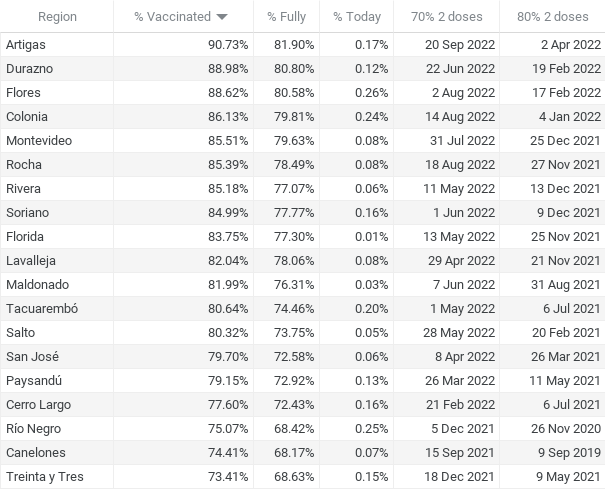 Region % Vaccinated % Fully % Today 70% 2 doses 80% 2 doses
Artigas 90.73% 81.90% 0.17% 20 Sep 2022 2 Apr 2022
Durazno 88.98% 80.80% 0.12% 22 Jun 2022 19 Feb 2022
Flores 88.62% 80.58% 0.26% 2 Aug 2022 17 Feb 2022
Colonia 86.13% 79.81% 0.24% 14 Aug 2022 4 Jan 2022
Montevideo 85.51% 79.63% 0.08% 31 Jul 2022 25 Dec 2021
Rocha 85.39% 78.49% 0.08% 18 Aug 2022 27 Nov 2021
Rivera 85.18% 77.07% 0.06% 11 May 2022 13 Dec 2021
Soriano 84.99% 77.77% 0.16% 1 Jun 2022 9 Dec 2021
Florida 83.75% 77.30% 0.01% 13 May 2022 25 Nov 2021
Lavalleja 82.04% 78.06% 0.08% 29 Apr 2022 21 Nov 2021
Maldonado 81.99% 76.31% 0.03% 7 Jun 2022 31 Aug 2021
Tacuarembó 80.64% 74.46% 0.20% 1 May 2022 6 Jul 2021
Salto 80.32% 73.75% 0.05% 28 May 2022 20 Feb 2021
San José 79.70% 72.58% 0.06% 8 Apr 2022 26 Mar 2021
Paysandú 79.15% 72.92% 0.13% 26 Mar 2022 11 May 2021
Cerro Largo 77.60% 72.43% 0.16% 21 Feb 2022 6 Jul 2021
Río Negro 75.07% 68.42% 0.25% 5 Dec 2021 26 Nov 2020
Canelones 74.41% 68.17% 0.07% 15 Sep 2021 9 Sep 2019
Treinta y Tres 73.41% 68.63% 0.15% 18 Dec 2021 9 May 2021